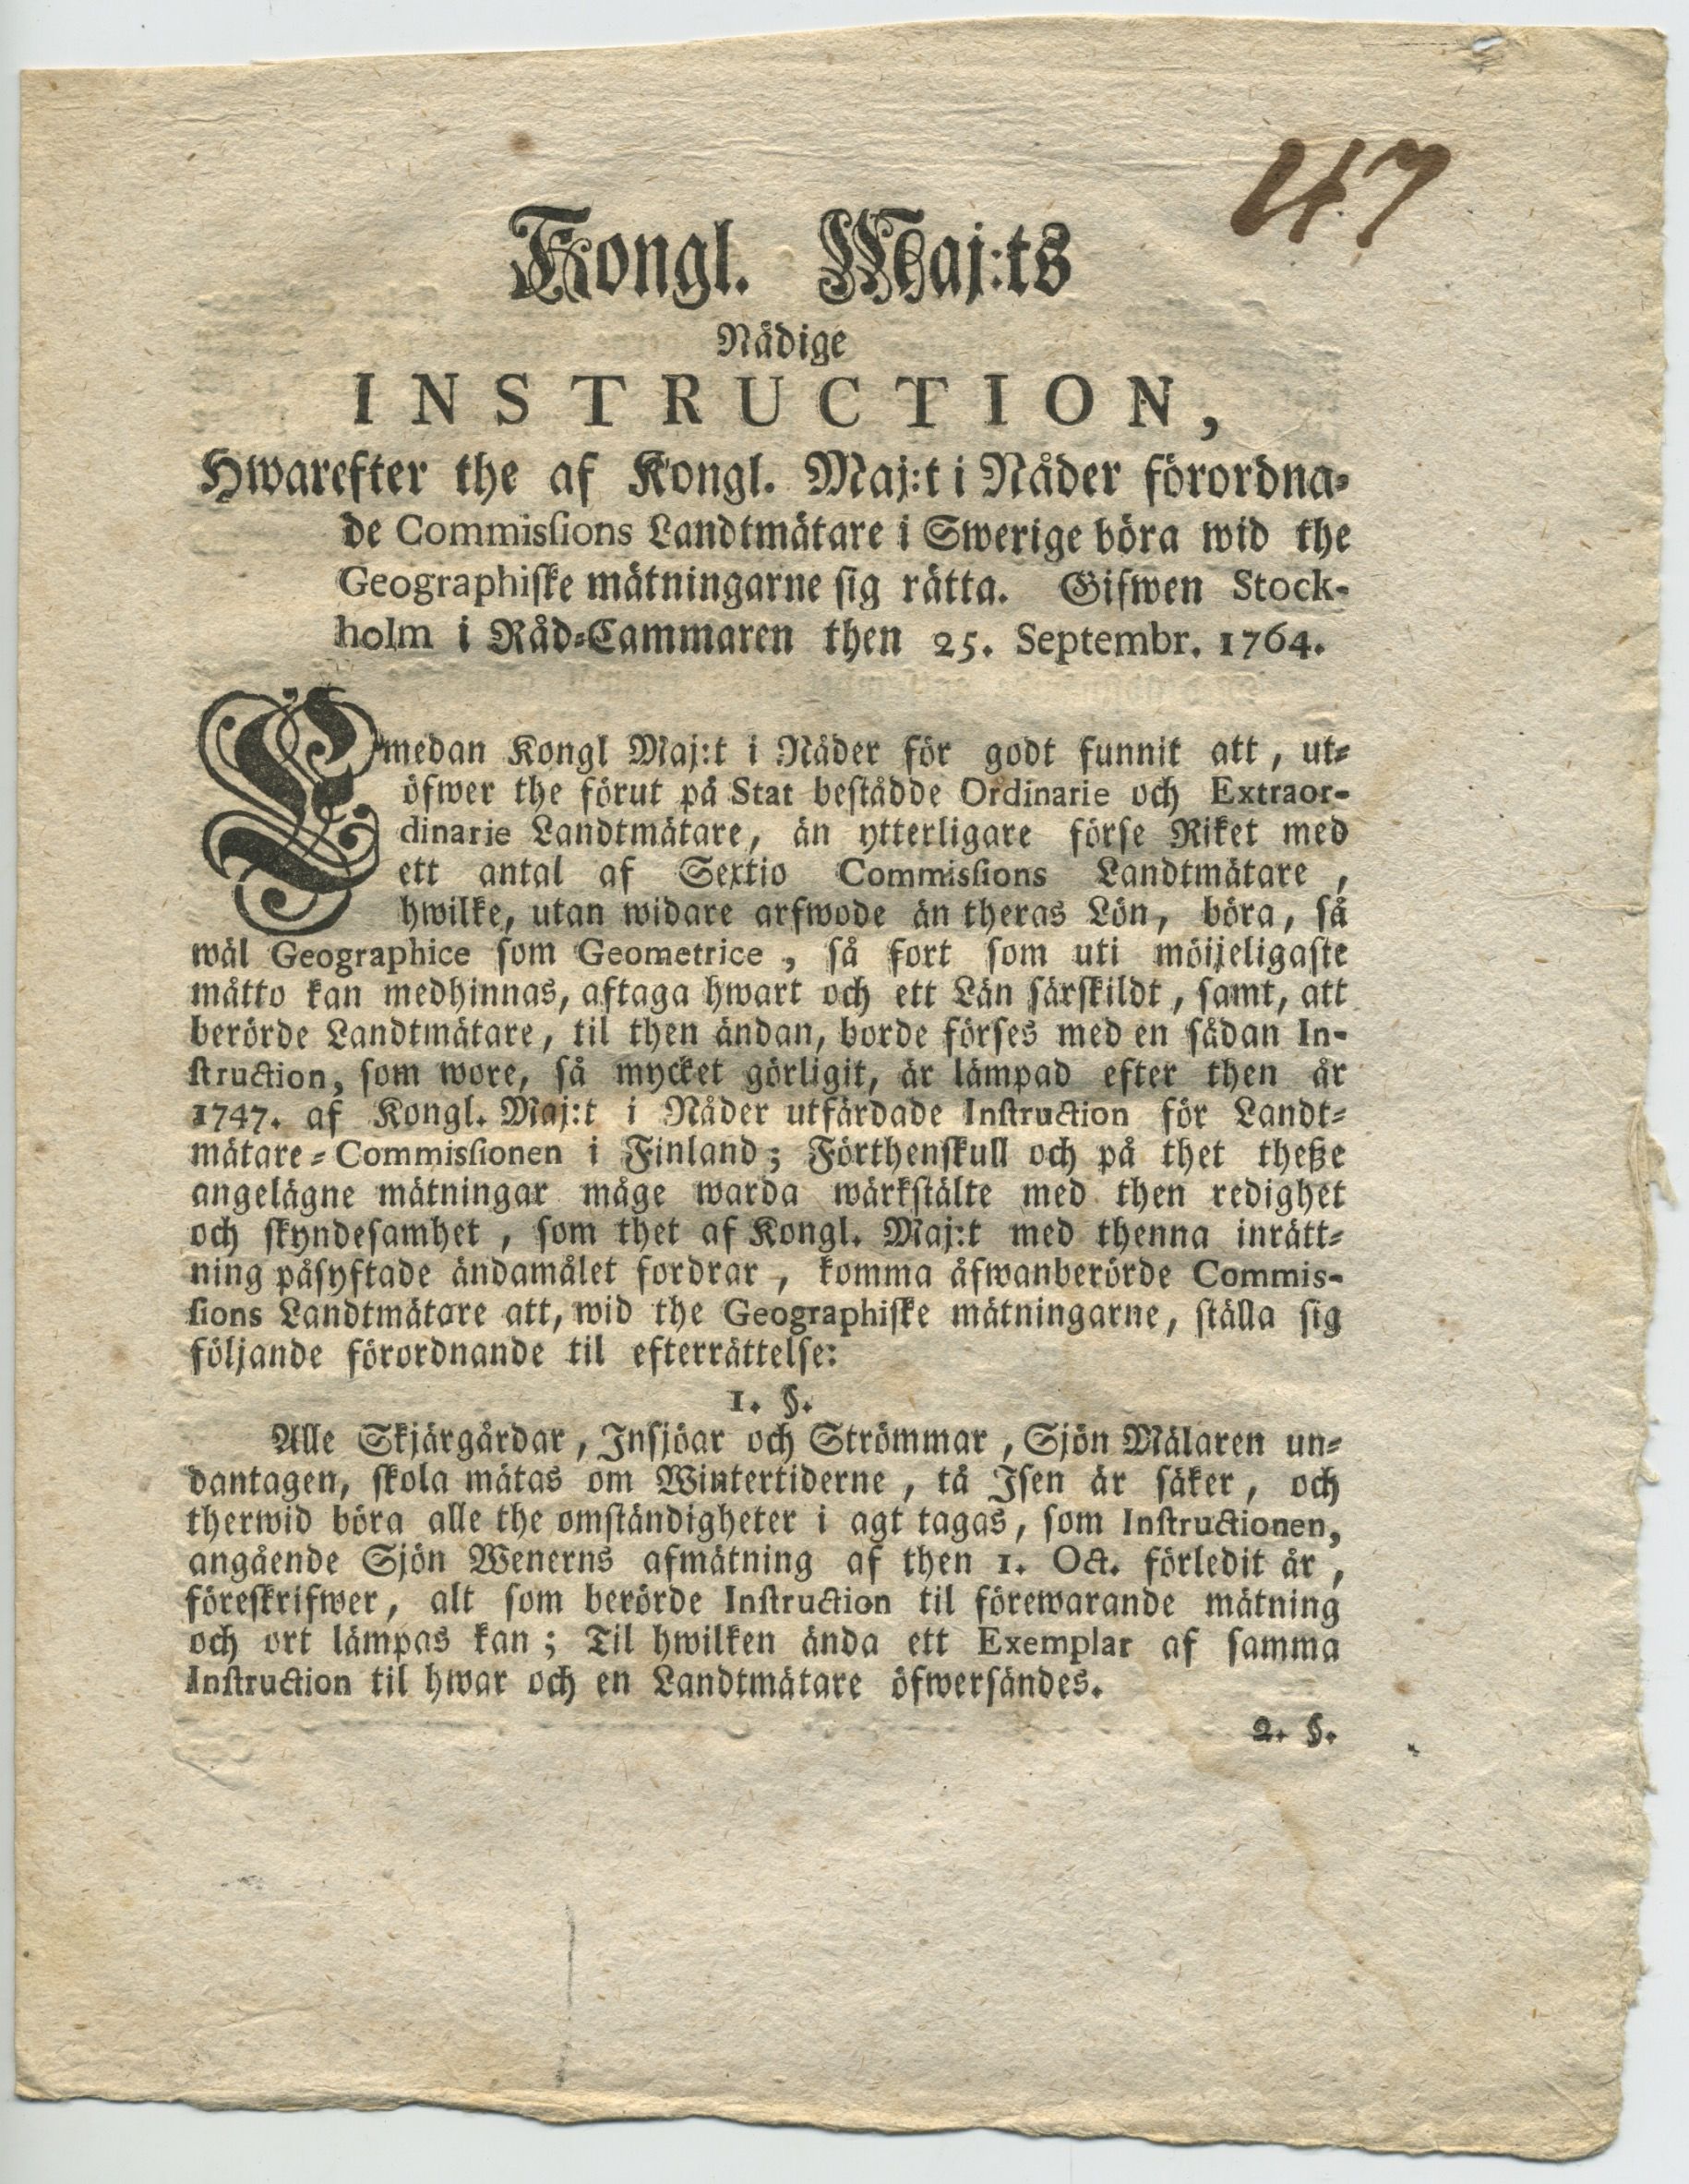 47
Kongl. Maj:ts
Nådige
INSTRUCTION,
Hwarefter the af Kongl. Maj:t i Nåder förordna-
de Commissions Landtmätare i Swerige böra wid the
Geographiske mätningarne sig rätta. Gifwen Stock-
holm i Råd-Cammaren then 25. Septembr. 1764.
Emedan Kongl Maj:t i Nåder för godt funnit att, ut-
öfwer the förut på Stat bestådde Ordinarie och Extraor-
dinarie Landtmätare, än ytterligare förse Riket med
ett antal af Sextio Commissions Landtmätare,
hwilke, utan widare arfwode än theras Lön, böra, så
wäl Geographice som Geometrice, så fort som uti möijeligaste
måtto kan medhinnas, aftaga hwart och ett Län särskildt, samt, att
berörde Landtmätare, til then ändan, borde förses med en sådan In-
struction, som wore, så mycket görligit, är lämpad efter then år
1747. af Kongl. Maj:t i Nåder utfärdade Instruction för Landt-
mätare-Commissionen i Finland; Förthenskull och på thet theße
angelägne mätningar måge warda wärkstälte med then redighet
och skyndesamhet, som thet af Kongl. Maj:t med thenna inrätt-
ning påsyftade ändamålet fordrar, komma åfwanberörde Commis-
sions Landtmätare att, wid the Geographiske mätningarne, ställa sig
följande förordnande til efterrättelse:
1. §.
Alle Skjärgårdar, Insjöar och Strömmar, Sjön Mälaren un-
dantagen, skola mätas om Wintertiderne, tå Isen är säker, och
therwid böra alle the omständigheter i agt tagas, som Instructionen,
angående Sjön Wenerns afmätning af then 1. Oct. förledit år,
föreskrifwer, alt som berörde Instruction til förewarande mätning
och ort lämpas kan; Til hwilken ända ett Exemplar af samma
Instruction til hwar och en Landtmätare öfwersändes.
2. §.